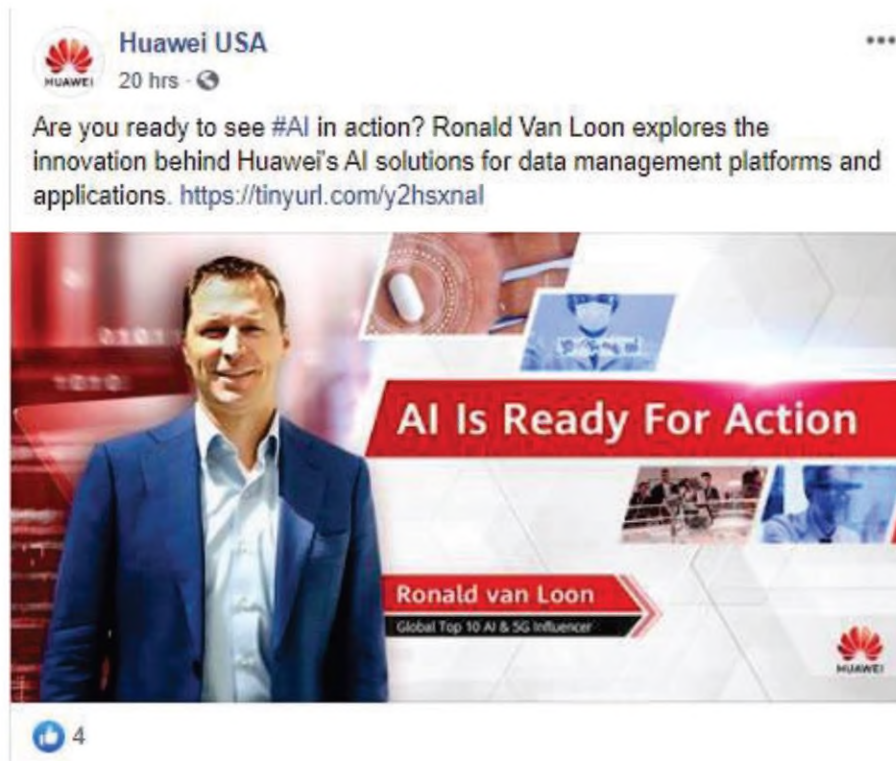 Huawei USA
HUAWEI
20 hrs ·
Are you ready to see #AI in action? Ronald Van Loon explores the
innovation behind Huawei's AI solutions for data management platforms and
applications. https://tinyurl.com/y2hsxnal
0101
1010
AI Is Ready For Action
Ronald van Loon
Global Top 10 AI & 5G Influencer
HUAWEI
4